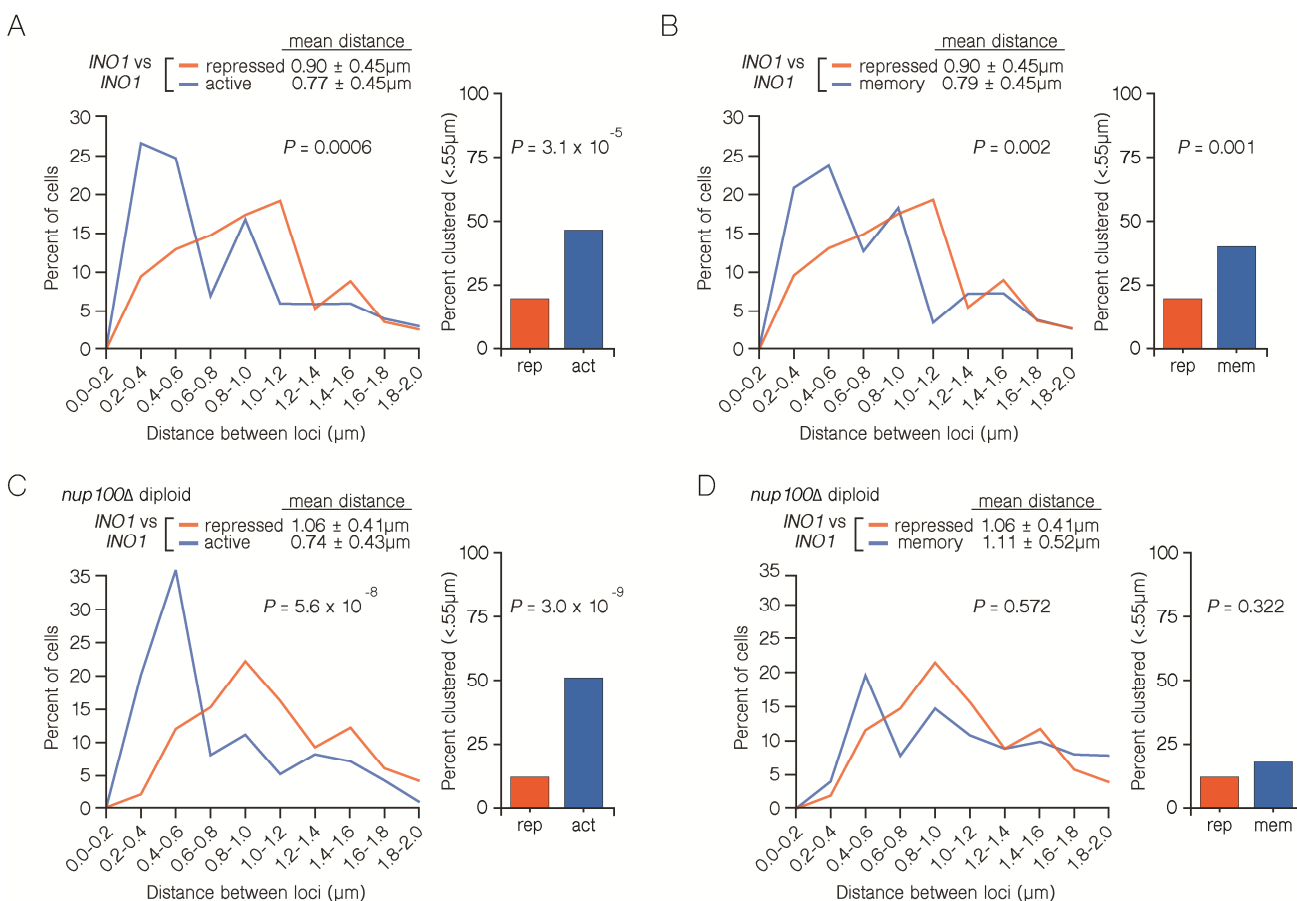 A
mean distance
INO1 vs INO1
repressed 0.90 ± 0.45µm
active 0.77 ± 0.45µm
P = 0.0006
Percent of cells
30
25
20
15
10
5
0
0.0-0.2
0.2-0.4
0.4-0.6
0.6-0.8
0.8-1.0
1.0-1.2
1.2-1.4
1.4-1.6
1.6-1.8
1.8-2.0
Distance between loci (µm)
Percent clustered (<.55µm)
100
75
50
25
0
P = 3.1 x 10-5
rep act
B
mean distance
INO1 vs INO1
repressed 0.90 ± 0.45µm
memory 0.79 ± 0.45µm
P = 0.002
Percent of cells
30
25
20
15
10
5
0
0.0-0.2
0.2-0.4
0.4-0.6
0.6-0.8
0.8-1.0
1.0-1.2
1.2-1.4
1.4-1.6
1.6-1.8
1.8-2.0
Distance between loci (µm)
Percent clustered (<.55µm)
100
75
50
25
0
P = 0.001
rep mem
C
nup100Δ diploid
mean distance
INO1 vs INO1
repressed 1.06 ± 0.41µm
active 0.74 ± 0.43µm
P = 5.6 x 10-8
Percent of cells
35
30
25
20
15
10
5
0
0.0-0.2
0.2-0.4
0.4-0.6
0.6-0.8
0.8-1.0
1.0-1.2
1.2-1.4
1.4-1.6
1.6-1.8
1.8-2.0
Distance between loci (µm)
Percent clustered (<.55µm)
100
75
50
25
0
P = 3.0 x 10-9
rep act
D
nup100Δ diploid
mean distance
INO1 vs INO1
repressed 1.06 ± 0.41µm
memory 1.11 ± 0.52µm
P = 0.572
Percent of cells
35
30
25
20
15
10
5
0
0.0-0.2
0.2-0.4
0.4-0.6
0.6-0.8
0.8-1.0
1.0-1.2
1.2-1.4
1.4-1.6
1.6-1.8
1.8-2.0
Distance between loci (µm)
Percent clustered (<.55µm)
100
75
50
25
0
P = 0.322
rep mem